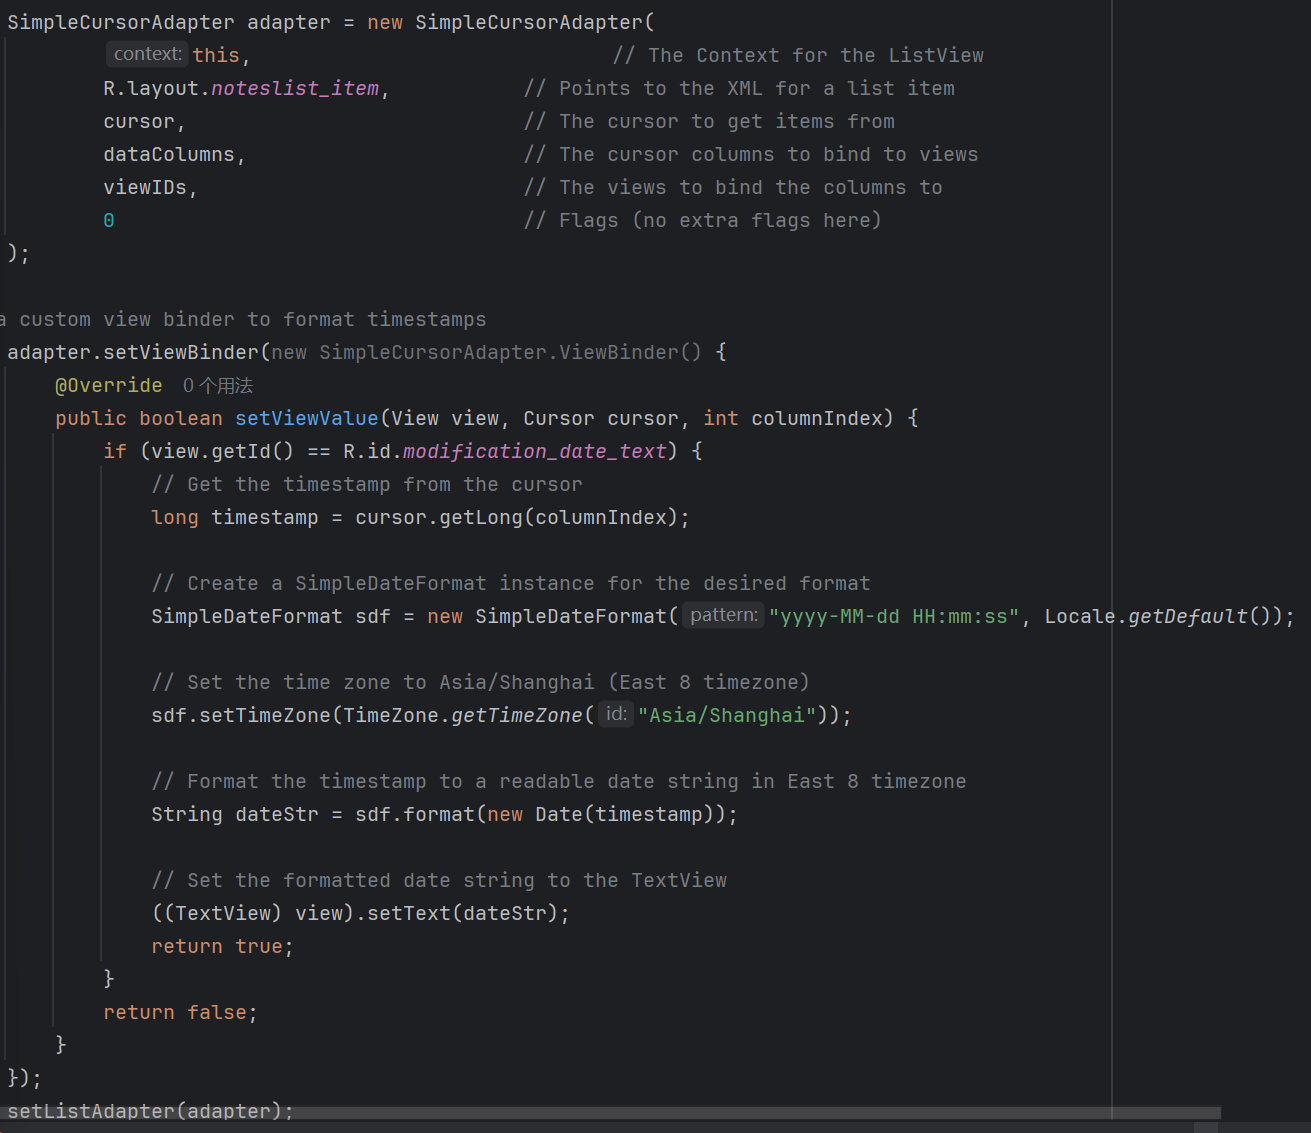 SimpleCursorAdapter adapter = new SimpleCursorAdapter(
context: this, // The Context for the ListView
R.layout.noteslist_item, // Points to the XML for a list item
cursor, // The cursor to get items from
dataColumns, // The cursor columns to bind to views
viewIDs, // The views to bind the columns to
0 // Flags (no extra flags here)
);
a custom view binder to format timestamps
adapter.setViewBinder(new SimpleCursorAdapter.ViewBinder() {
@Override 0 个用法
public boolean setViewValue(View view, Cursor cursor, int columnIndex) {
if (view.getId() == R.id.modification_date_text) {
// Get the timestamp from the cursor
long timestamp = cursor.getLong(columnIndex);
// Create a SimpleDateFormat instance for the desired format
SimpleDateFormat sdf = new SimpleDateFormat( pattern: "yyyy-MM-dd HH:mm:ss", Locale.getDefault());
// Set the time zone to Asia/Shanghai (East 8 timezone)
sdf.setTimeZone(TimeZone.getTimeZone( id: "Asia/Shanghai"));
// Format the timestamp to a readable date string in East 8 timezone
String dateStr = sdf.format(new Date(timestamp));
// Set the formatted date string to the TextView
((TextView) view).setText(dateStr);
return true;
}
return false;
}
});
setListAdapter(adapter);